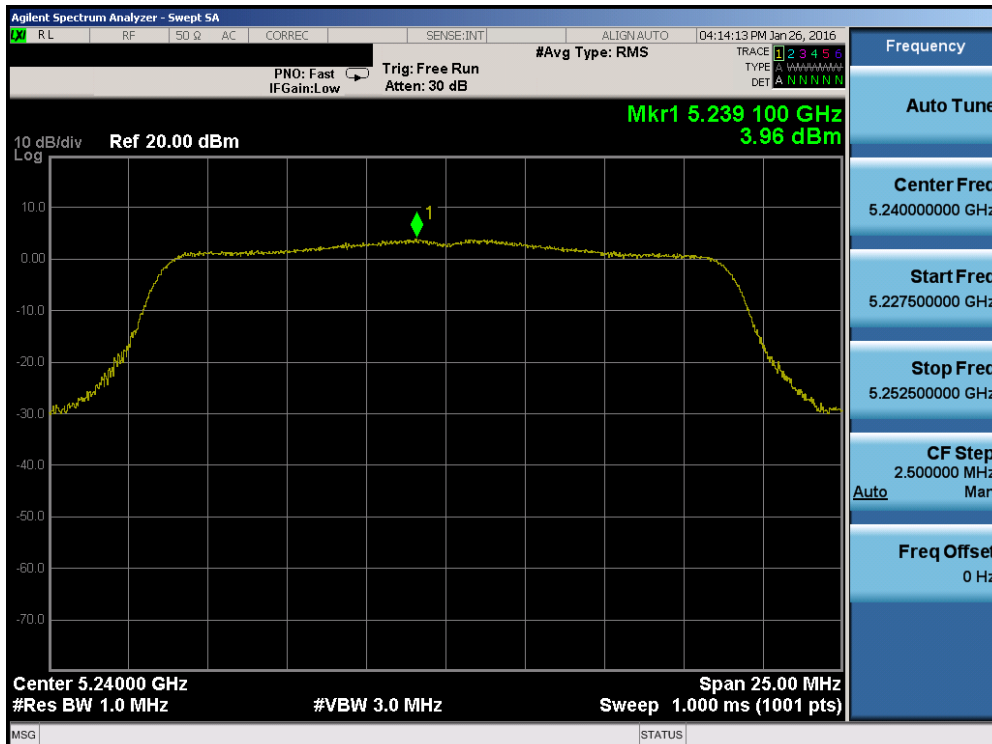 Agilent Spectrum Analyzer - Swept SA
LXI RL RF 50 Ω AC CORREC SENSE:INT ALIGN AUTO 04:14:13 PM Jan 26, 2016
#Avg Type: RMS
TRACE 1 2 3 4 5 6
TYPE A WWWWW
DET A N N N N N
PNO: Fast
IFGain:Low
Trig: Free Run
Atten: 30 dB
Mkr1 5.239 100 GHz
3.96 dBm
10 dB/div
Log
Ref 20.00 dBm
1
10.0
0.00
-10.0
-20.0
-30.0
-40.0
-50.0
-60.0
-70.0
Center 5.24000 GHz
Span 25.00 MHz
#Res BW 1.0 MHz
#VBW 3.0 MHz
Sweep 1.000 ms (1001 pts)
MSG
STATUS
Frequency
Auto Tune
Center Freq
5.240000000 GHz
Start Freq
5.227500000 GHz
Stop Freq
5.252500000 GHz
CF Step
2.500000 MHz
Auto Man
Freq Offset
0 Hz